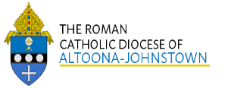 THE ROMAN
CATHOLIC DIOCESE OF
ALTOONA-JOHNSTOWN